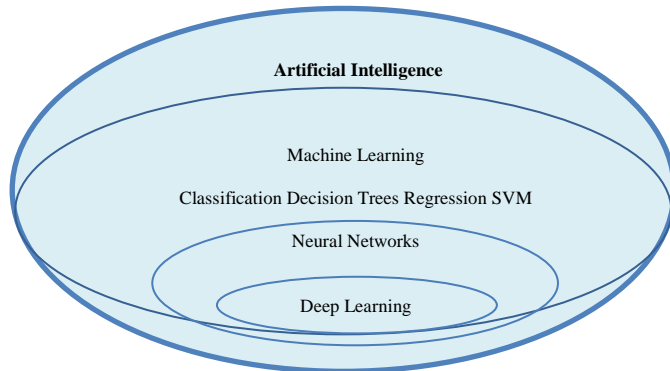 Artificial Intelligence
Machine Learning
Classification Decision Trees Regression SVM
Neural Networks
Deep Learning